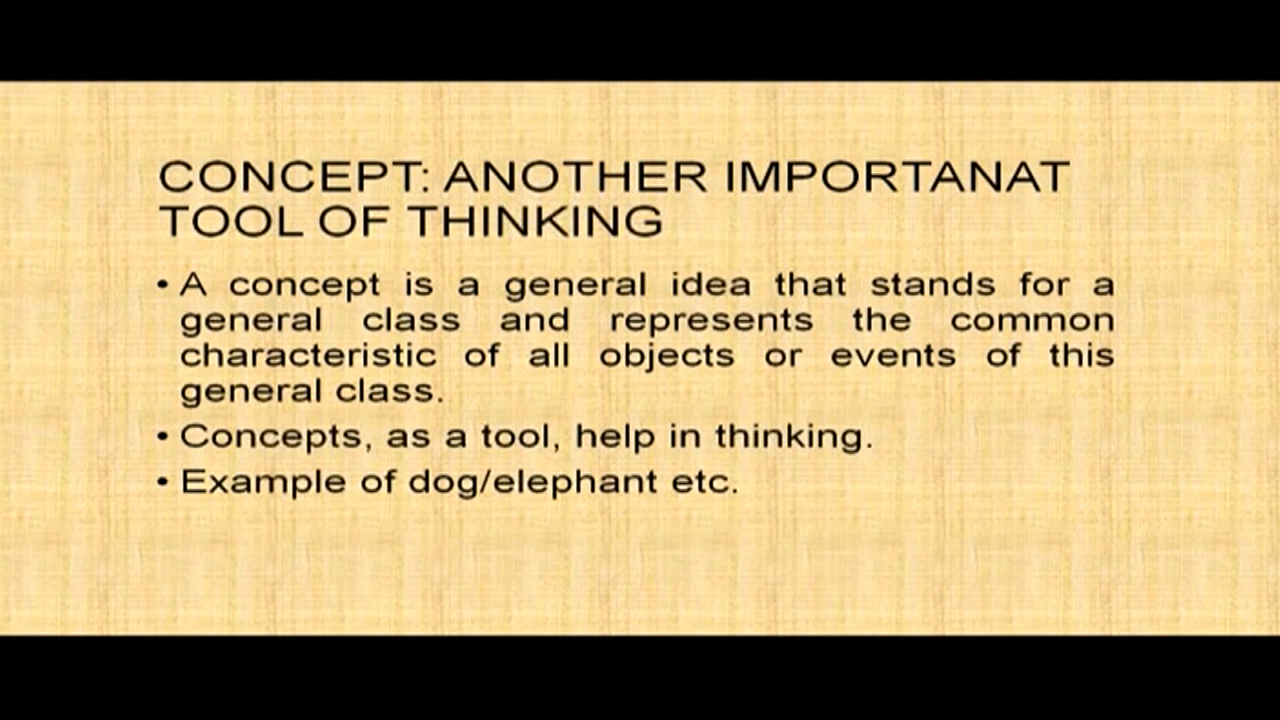 CONCEPT: ANOTHER IMPORTANAT
TOOL OF THINKING
• A concept is a general idea that stands for a
general class and represents the common
characteristic of all objects or events of this
general class.
• Concepts, as a tool, help in thinking.
• Example of dog/elephant etc.